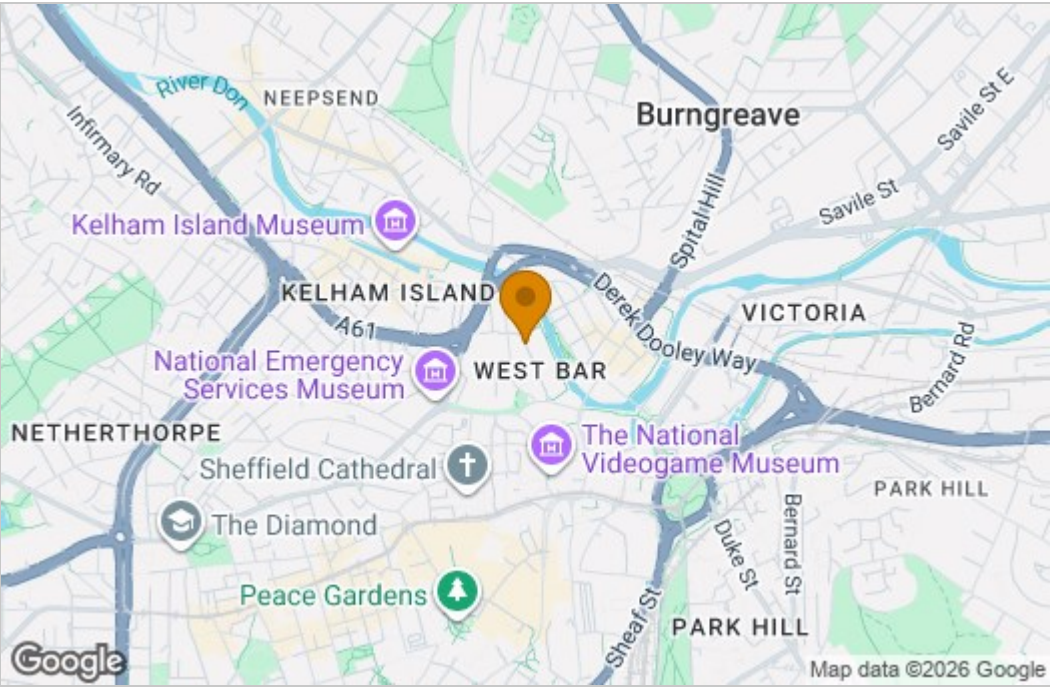 River Don
NEEPSEND
Burngreave
Savile St E
Infirmary Rd
Savile St
Kelham Island Museum
Spital Hill
KELHAM ISLAND
Derek Dooley Way
VICTORIA
A61
National Emergency
Services Museum
WEST BAR
Bernard Rd
NETHERTHORPE
The National
Videogame Museum
Sheffield Cathedral
PARK HILL
The Diamond
Duke St
Bernard St
Peace Gardens
Sheaf St
PARK HILL
Google
Map data ©2026 Google